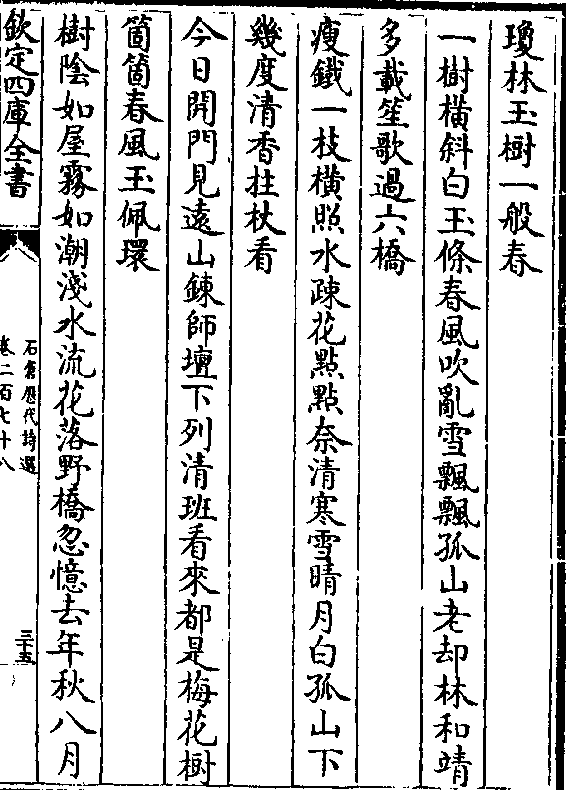 瓊林玉樹一般春
一樹橫斜白玉條春風吹亂雪飄飄孤山老却林和靖
多載笙歌過六橋
瘦鐵一枝橫照水疎花點點奈清寒雪晴月白孤山下
幾度清香拄杖看
今日開門見遠山鍊師壇下列清班看來都是梅花樹
箇箇春風玉佩環
樹陰如屋霧如潮淺水流花落野橋忽憶去年秋八月
欽定四庫全書
石倉歷代詩選
卷二百七十八
三十五